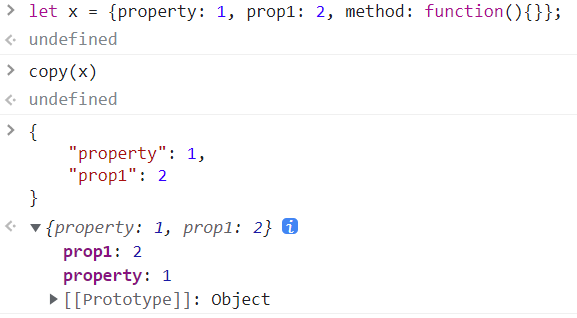 let x = {property: 1, prop1: 2, method: function(){}};
undefined
copy(x)
undefined
{
"property": 1,
"prop1": 2
}
{property: 1, prop1: 2} i
prop1: 2
property: 1
[[Prototype]]: Object